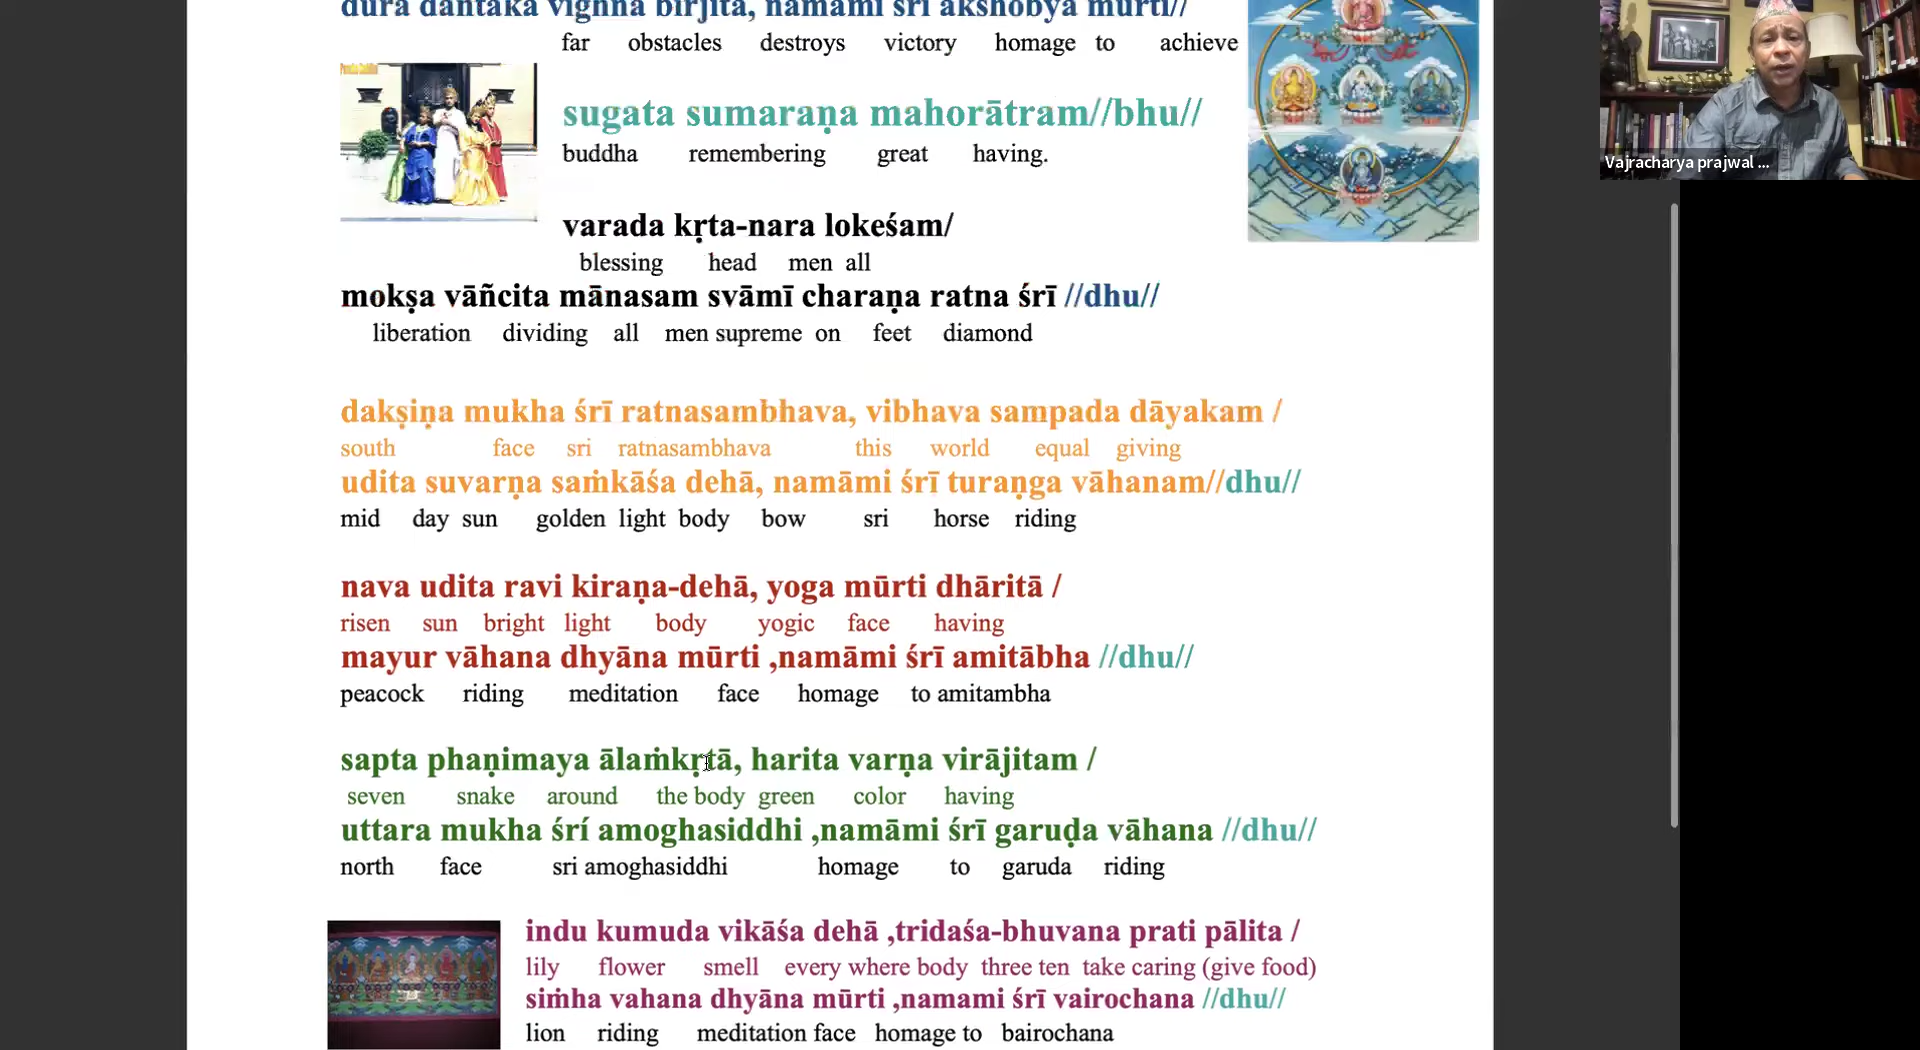 dura dantaka vighna birjita, namami sri akshobya murti//
far obstacles destroys victory homage to achieve
sugata sumaraṇa mahorātram//bhu//
buddha remembering great having.
varada kṛta-nara lokeśam/
blessing head men all
mokṣa vāñcita mānasam svāmī charaṇa ratna śrī //dhu//
liberation dividing all men supreme on feet diamond
dakṣiṇa mukha śrī ratnasambhava, vibhava sampada dāyakam /
south face sri ratnasambhava this world equal giving
udita suvarṇa saṁkāśa dehā, namāmi śrī turaṇga vāhanam//dhu//
mid day sun golden light body bow sri horse riding
nava udita ravi kiraṇa-dehā, yoga mūrti dhāritā /
risen sun bright light body yogic face having
mayur vāhana dhyāna mūrti ,namāmi śrī amitābha //dhu//
peacock riding meditation face homage to amitambha
sapta phaṇimaya ālaṁkṛtā, harita varṇa virājitam /
seven snake around the body green color having
uttara mukha śrí amoghasiddhi ,namāmi śrī garuḍa vāhana //dhu//
north face sri amoghasiddhi homage to garuda riding
indu kumuda vikāśa dehā ,tridaśa-bhuvana prati pālita /
lily flower smell every where body three ten take caring (give food)
siṁha vahana dhyāna mūrti ,namami śrī vairochana //dhu//
lion riding meditation face homage to bairochana
Vajracharya prajwal ...